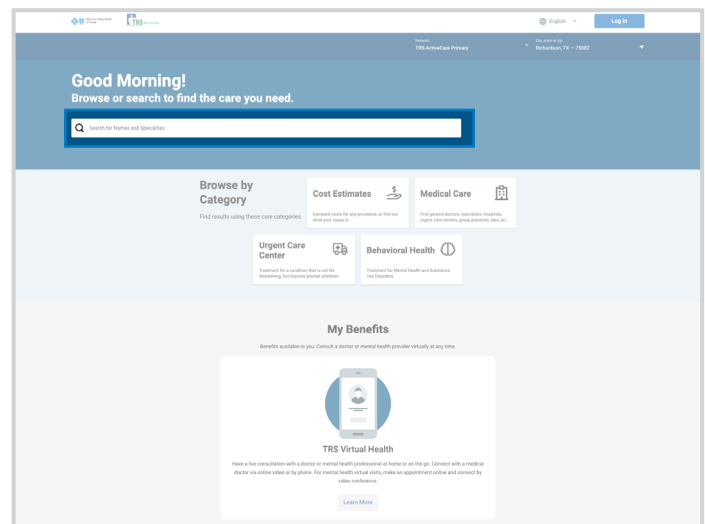 TRS
English
Log In
Network
City, state or zip
TRS-ActiveCare Primary
Richardson, TX — 75082
Good Morning!
Browse or search to find the care you need.
Search for Names and Specialties
Browse by
Category
Find results using these care categories
Cost Estimates
Compare costs for any procedure, or find out
what your copay is
Medical Care
Find general doctors, specialists, hospitals,
urgent care centers, group practices, labs, an...
Urgent Care
Center
Treatment for a condition that is not life
threatening, but requires prompt attention
Behavioral Health
Treatment for Mental Health and Substance
Use Disorders
My Benefits
Benefits available to you: Consult a doctor or mental health provider virtually at any time.
TRS Virtual Health
Have a live consultation with a doctor or mental health professional at home or on the go. Connect with a medical
doctor via online video or by phone. For mental health virtual visits, make an appointment online and connect by
video conference.
Learn More